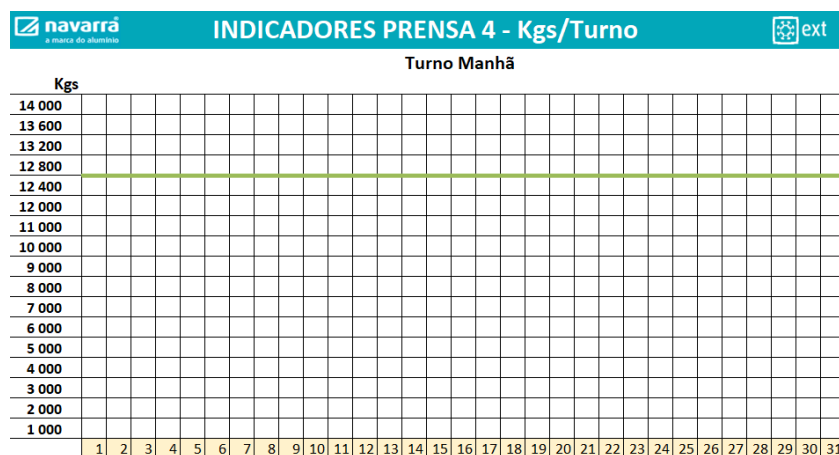 navarra
a marca do alumínio
INDICADORES PRENSA 4 - Kgs/Turno
ext
Turno Manhã
Kgs
14 000
13 600
13 200
12 800
12 400
12 000
11 000
10 000
9 000
8 000
7 000
6 000
5 000
4 000
3 000
2 000
1 000
1 2 3 4 5 6 7 8 9 10 11 12 13 14 15 16 17 18 19 20 21 22 23 24 25 26 27 28 29 30 31